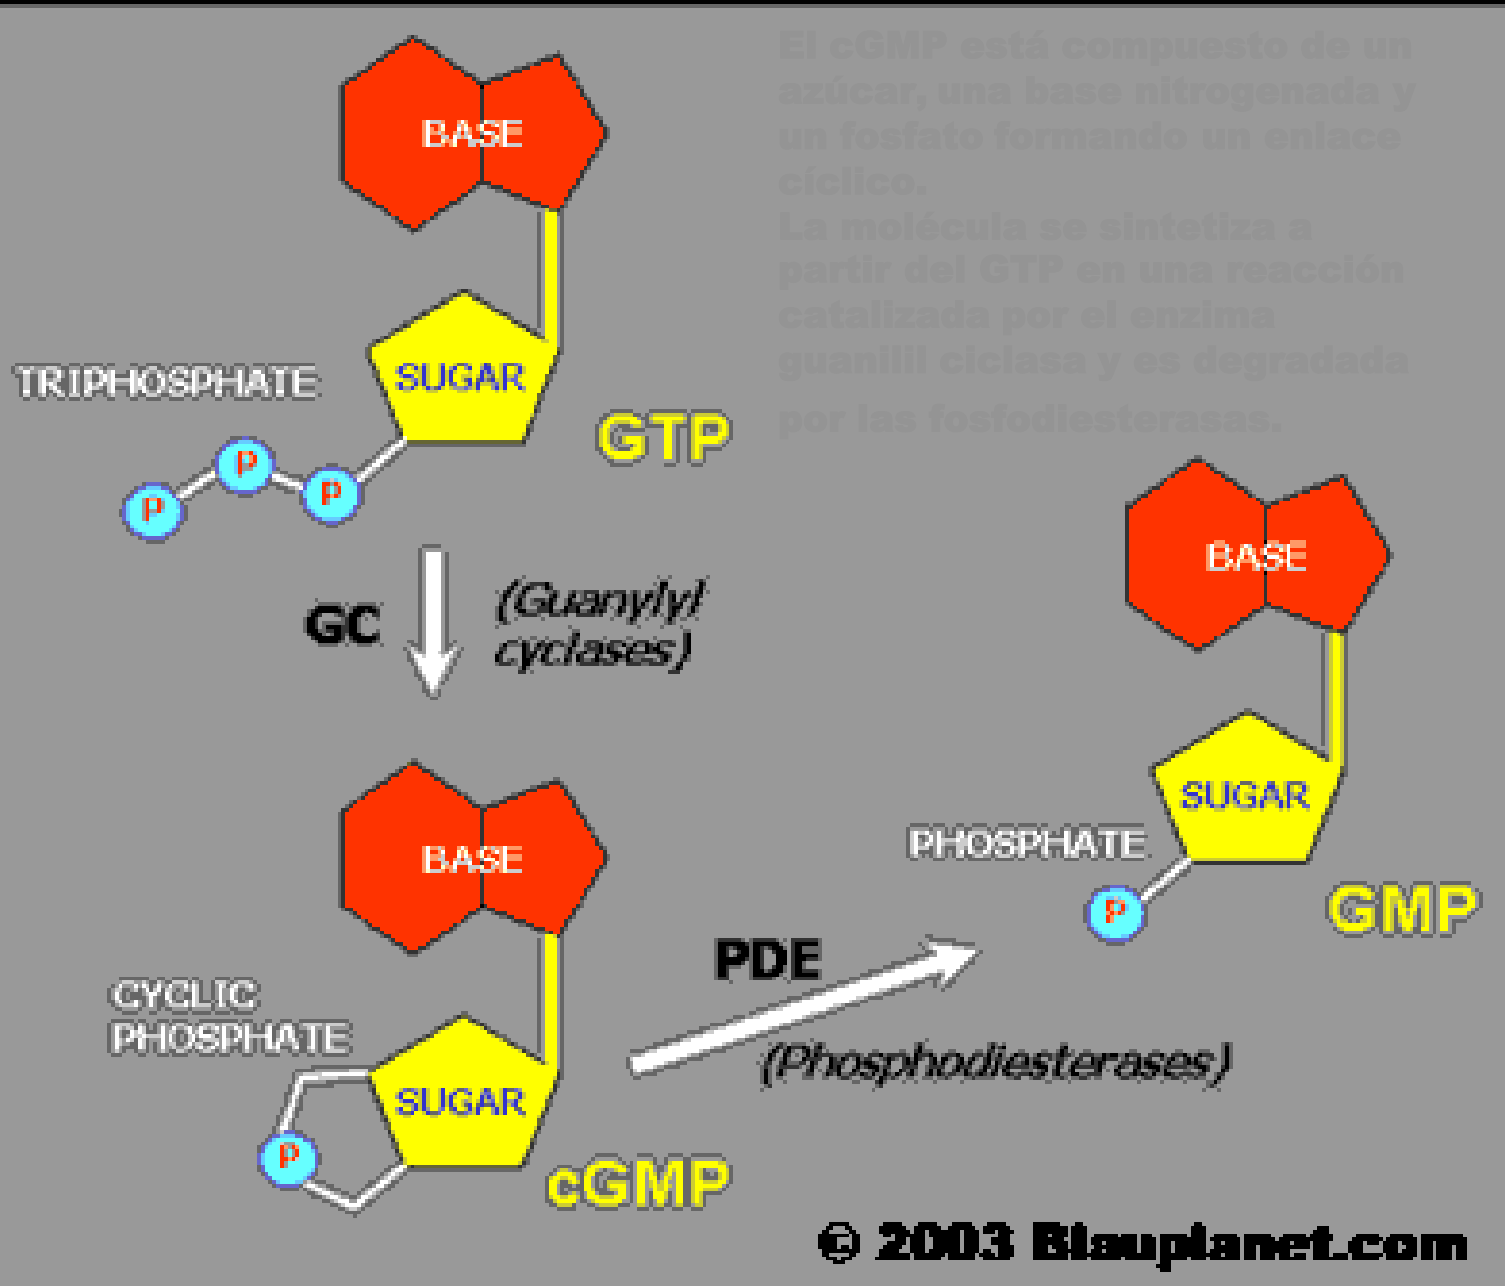 El cGMP está compuesto de un
azúcar, una base nitrogenada y
un fosfato formando un enlace
cíclico.
La molécula se sintetiza a
partir del GTP en una reacción
catalizada por el enzima
guanilil ciclasa y es degradada
por las fosfodiesterasas.
BASE
SUGAR
TRIPHOSPHATE
GTP
P
P
P
GC
(Guanylyl
cyclases)
BASE
SUGAR
PHOSPHATE
P
GMP
BASE
CYCLIC
PHOSPHATE
SUGAR
P
cGMP
PDE
(Phosphodiesterases)
© 2003 Blauplanet.com